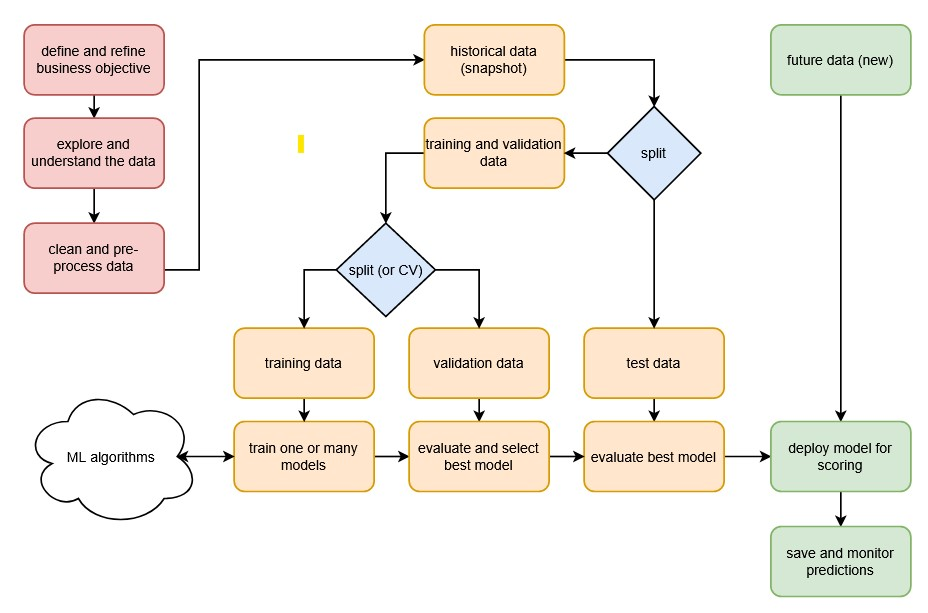 define and refine
business objective
explore and
understand the data
clean and pre-
process data
historical data
(snapshot)
future data (new)
training and validation
data
split
split (or CV)
training data
validation data
test data
ML algorithms
train one or many
models
evaluate and select
best model
evaluate best model
deploy model for
scoring
save and monitor
predictions